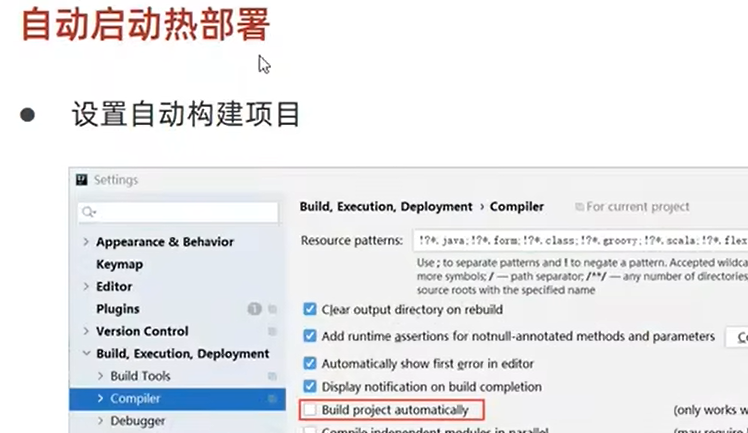 自动启动热部署
● 设置自动构建项目
Settings
Build, Execution, Deployment › Compiler For current project
Appearance & Behavior
Keymap
Editor
Plugins 1
Version Control
Build, Execution, Deployment
Build Tools
Compiler
Debugger
Resource patterns: !?*.java;!?*.form;!?*.class;!?*.groovy;!?*.scala;!?*.flex
Use ; to separate patterns and ! to negate a pattern. Accepted wildca
more symbols; / — path separator; /**/ — any number of directories
source roots with the specified name
Clear output directory on rebuild
Add runtime assertions for notnull-annotated methods and parameters Co
Automatically show first error in editor
Display notification on build completion
Build project automatically (only works w
Compile independent modules in parallel (may require